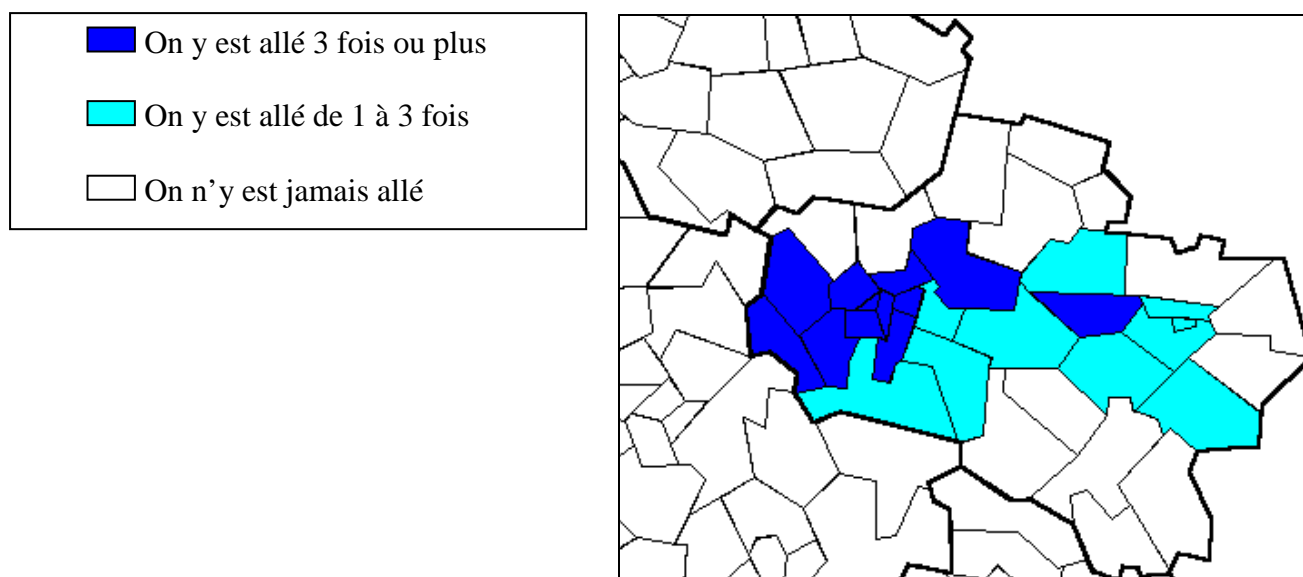 On y est allé 3 fois ou plus
On y est allé de 1 à 3 fois
On n’y est jamais allé